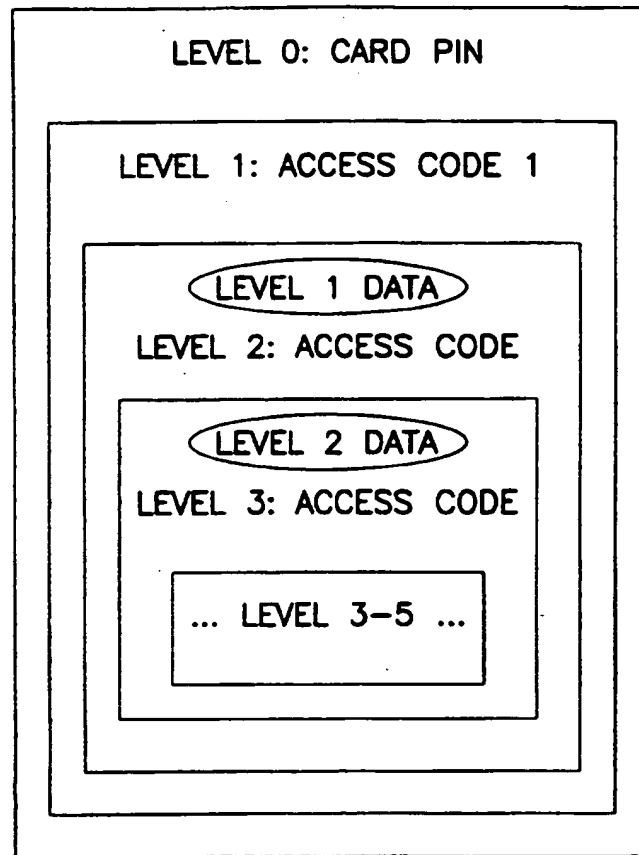 LEVEL 0: CARD PIN
LEVEL 1: ACCESS CODE 1
LEVEL 1 DATA
LEVEL 2: ACCESS CODE
LEVEL 2 DATA
LEVEL 3: ACCESS CODE
... LEVEL 3-5 ...